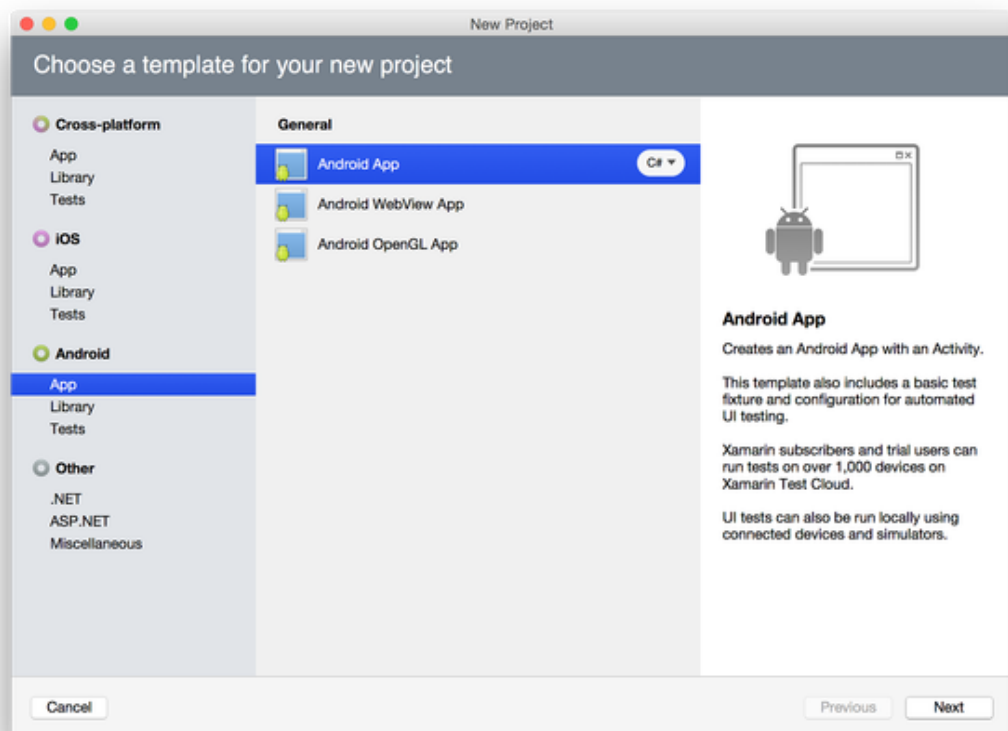 New Project
Choose a template for your new project
Cross-platform
App
Library
Tests
iOS
App
Library
Tests
Android
App
Library
Tests
Other
.NET
ASP.NET
Miscellaneous
General
Android App
C#
Android WebView App
Android OpenGL App
Android App
Creates an Android App with an Activity.
This template also includes a basic test
fixture and configuration for automated
UI testing.
Xamarin subscribers and trial users can
run tests on over 1,000 devices on
Xamarin Test Cloud.
UI tests can also be run locally using
connected devices and simulators.
Cancel
Previous
Next